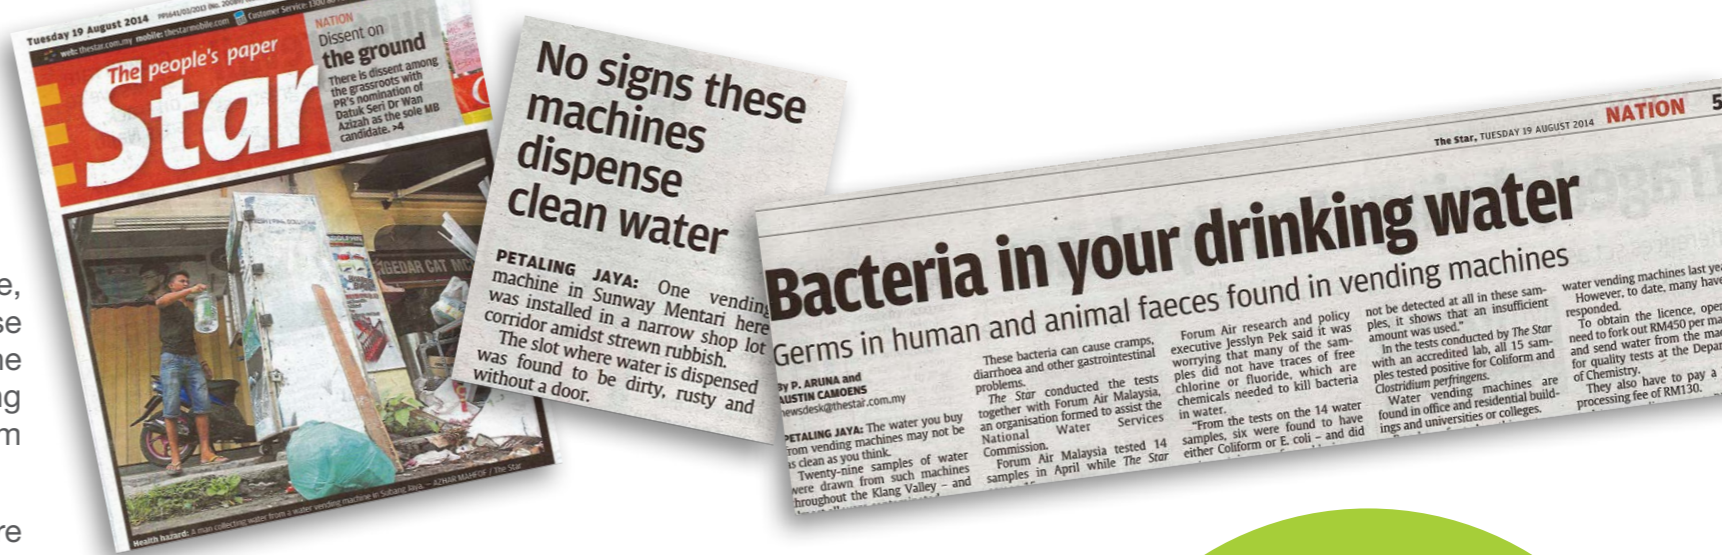 e,
se
ne
ng
m
re
Tuesday 19 August 2014
web: thestar.com.my mobile: thestarmobile.com Customer Service: 1300
The people's paper
Star
NATION
Dissent on
the ground
There is dissent among
the grassroots with
PR's nomination of
Datuk Seri Dr Wan
Azizah as the sole MB
candidate. >4
Health hazard: A man collecting water from a water vending machine in Subang Jaya. — AZHAR MAHFOF / The Star
No signs these
machines
dispense
clean water
PETALING JAYA: One vending
machine in Sunway Mentari here
was installed in a narrow shop lot
corridor amidst strewn rubbish.
The slot where water is dispensed
was found to be dirty, rusty and
without a door.
The Star, TUESDAY 19 AUGUST 2014 NATION 5
Bacteria in your drinking water
Germs in human and animal faeces found in vending machines
By P. ARUNA and
AUSTIN CAMOENS
newsdesk@thestar.com.my
PETALING JAYA: The water you buy
from vending machines may not be
as clean as you think.
Twenty-nine samples of water
were drawn from such machines
throughout the Klang Valley – and
These bacteria can cause cramps,
diarrhoea and other gastrointestinal
problems.
The Star conducted the tests
together with Forum Air Malaysia,
an organisation formed to assist the
National Water Services
Commission.
Forum Air Malaysia tested 14
samples in April while The Star
Forum Air research and policy
executive Jesslyn Pek said it was
worrying that many of the sam-
ples did not have traces of free
chlorine or fluoride, which are
chemicals needed to kill bacteria
in water.
"From the tests on the 14 water
samples, six were found to have
either Coliform or E. coli – and did
not be detected at all in these sam-
ples, it shows that an insufficient
amount was used."
In the tests conducted by The Star
with an accredited lab, all 15 sam-
ples tested positive for Coliform and
Clostridium perfringens.
Water vending machines are
found in office and residential build-
ings and universities or colleges.
water vending machines last yea
However, to date, many have
responded.
To obtain the licence, oper
need to fork out RM450 per ma
and send water from the mac
for quality tests at the Depar
of Chemistry.
They also have to pay a
processing fee of RM130.